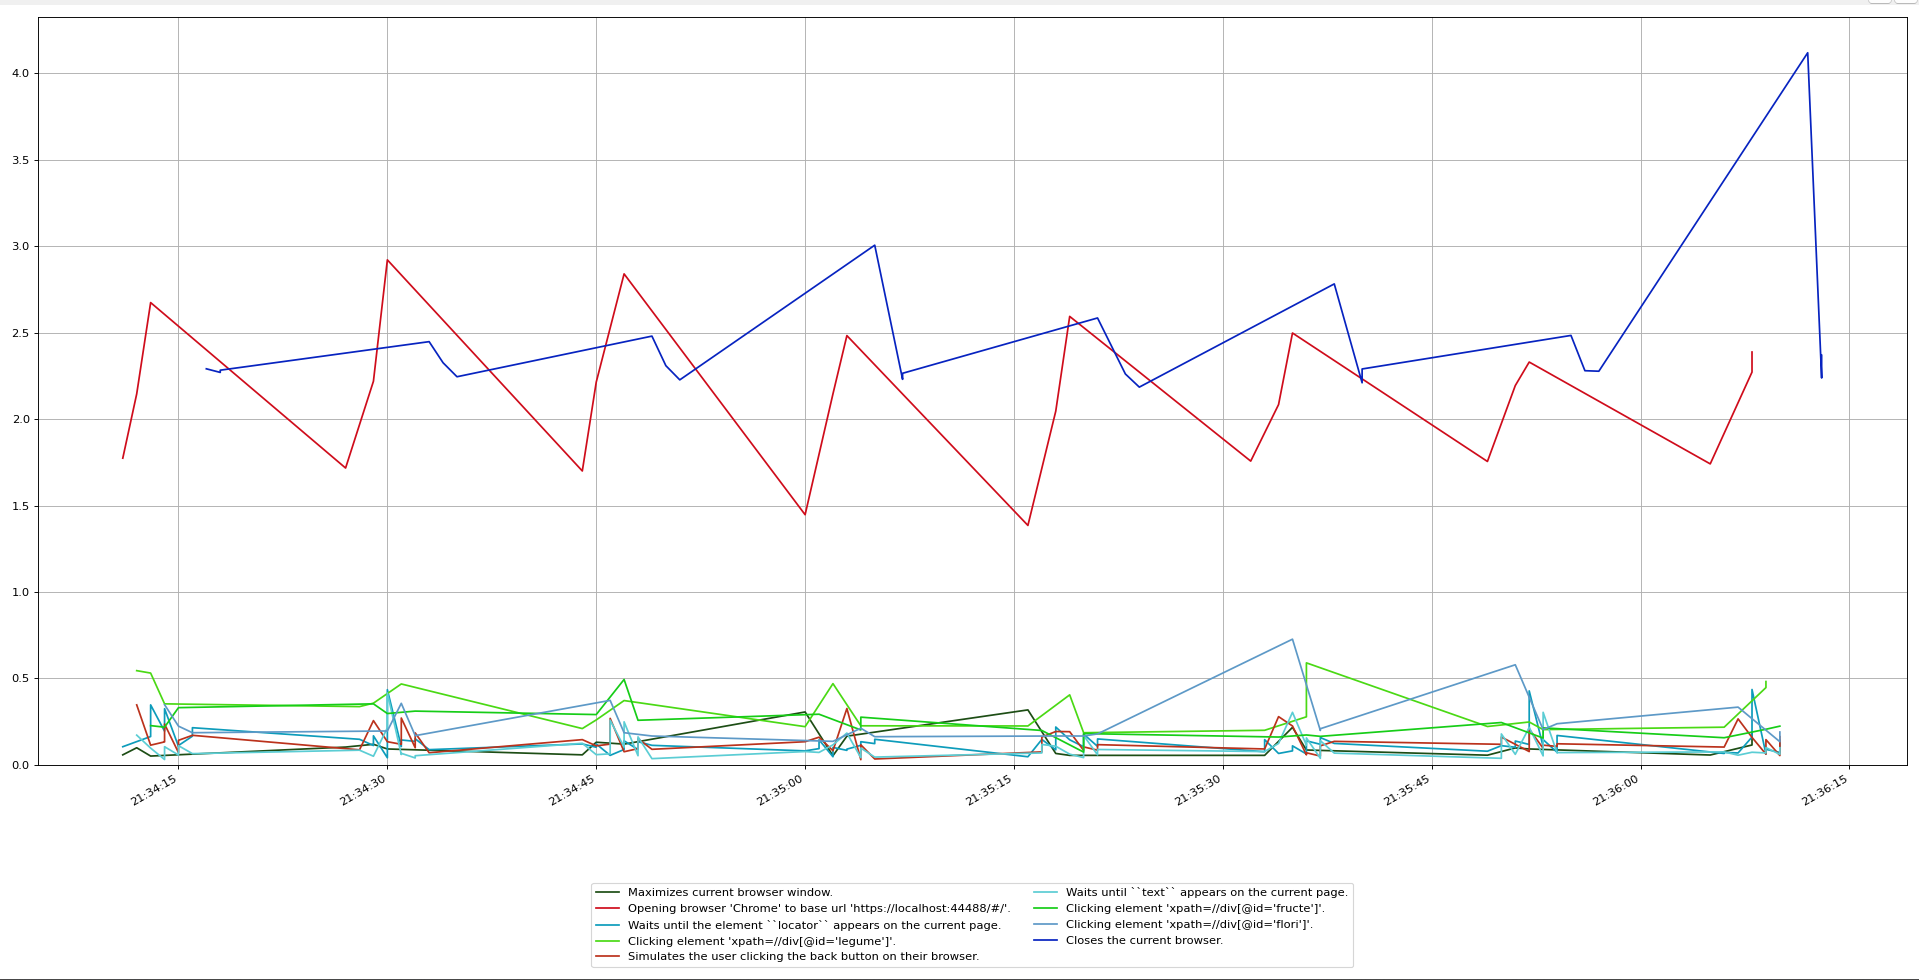 4.0
3.5
3.0
2.5
2.0
1.5
1.0
0.5
0.0
21:34:15
21:34:30
21:34:45
21:35:00
21:35:15
21:35:30
21:35:45
21:36:00
21:36:15
Maximizes current browser window.
Opening browser 'Chrome' to base url 'https://localhost:44488/#/'.
Waits until the element ``locator`` appears on the current page.
Clicking element 'xpath=//div[@id='legume']'.
Simulates the user clicking the back button on their browser.
Waits until ``text`` appears on the current page.
Clicking element 'xpath=//div[@id='fructe']'.
Clicking element 'xpath=//div[@id='flori']'.
Closes the current browser.